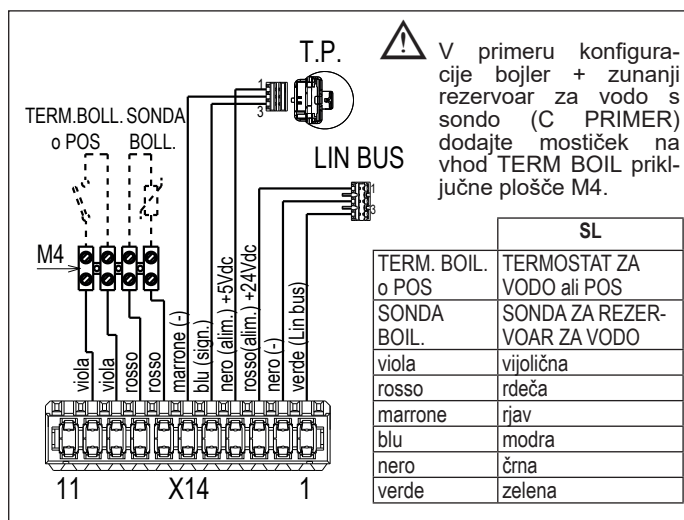 T.P.
1
3
TERM.BOLL. SONDA
o POS BOLL.
LIN BUS
1
3
M4
viola
viola
rosso
rosso
marrone (-)
blu (sign.)
nero (alim.) +5Vdc
rosso(alim.) +24Vdc
nero (-)
verde (Lin bus)
11 X14 1
V primeru konfigura-
cije bojler + zunanji
rezervoar za vodo s
sondo (C PRIMER)
dodajte mostiček na
vhod TERM BOIL prikl-
jučne plošče M4.
SL
TERM. BOIL. TERMOSTAT ZA
o POS VODO ali POS
SONDA SONDA ZA REZER-
BOIL. VOAR ZA VODO
viola vijolična
rosso rdeča
marrone rjav
blu modra
nero črna
verde zelena